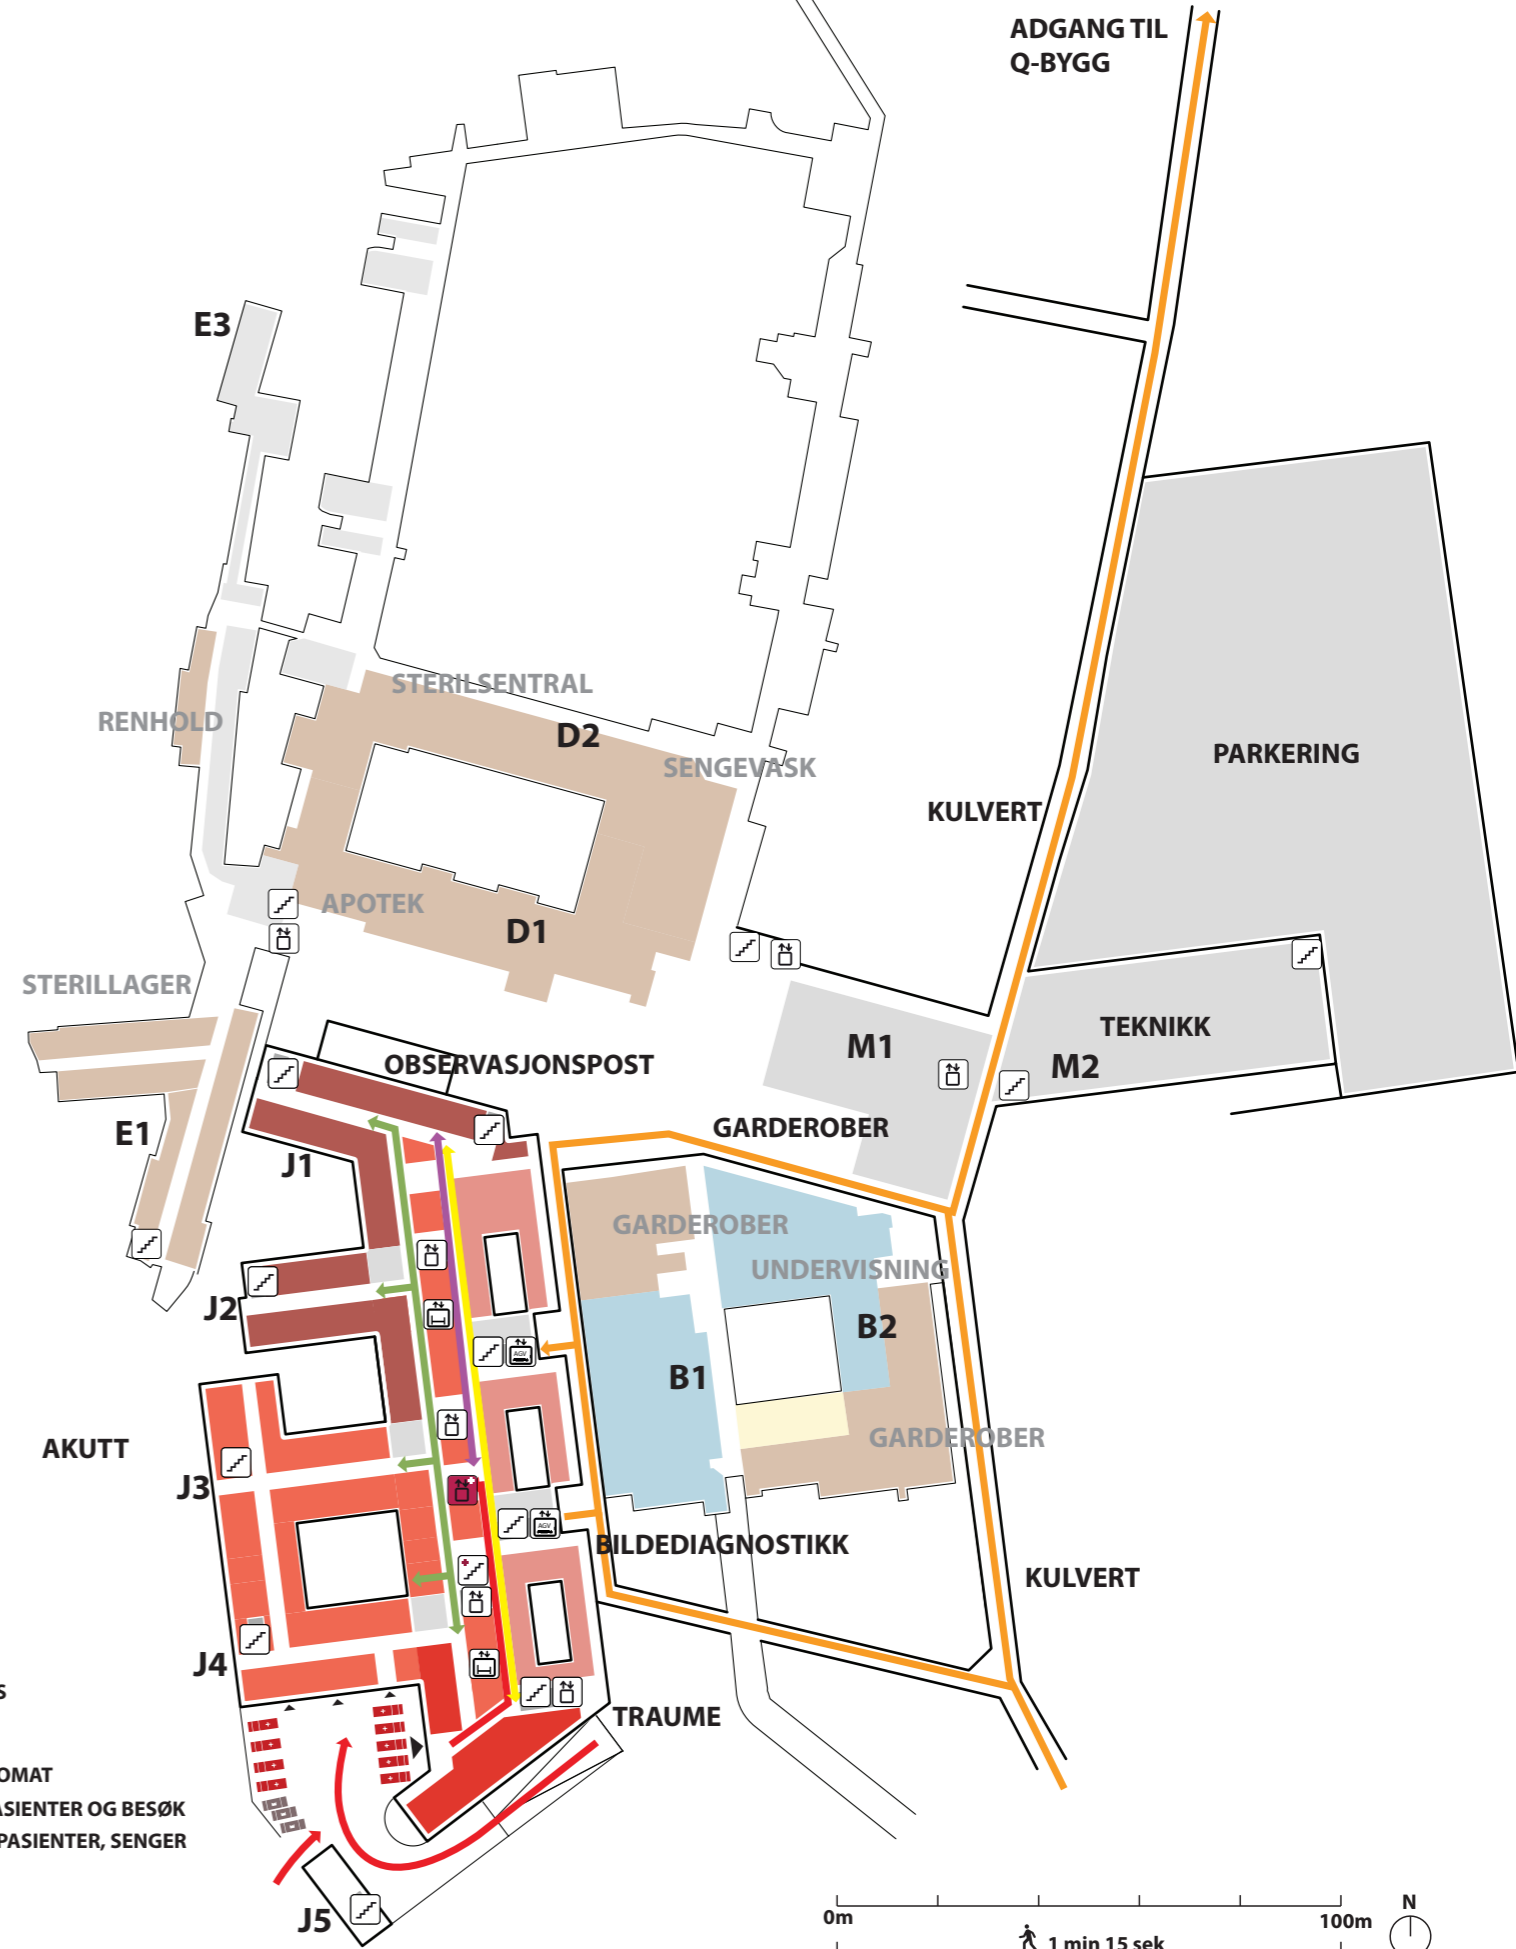 ADGANG TIL
Q-BYGG
E3
STERILSENTRAL
RENHOLD
D2
SENGEVASK
PARKERING
KULVERT
APOTEK
D1
STERILLAGER
TEKNIKK
M1
M2
OBSERVASJONSPOST
GARDEROBER
E1
J1
GARDEROBER
UNDERVISNING
J2
B2
B1
AGV
GARDEROBER
AKUTT
J3
AGV
BILDEDIAGNOSTIKK
KULVERT
J4
S
TRAUME
OMAT
ASIENTER OG BESØK
PASIENTER, SENGER
J5
0m
100m
N
1 min 15 sek